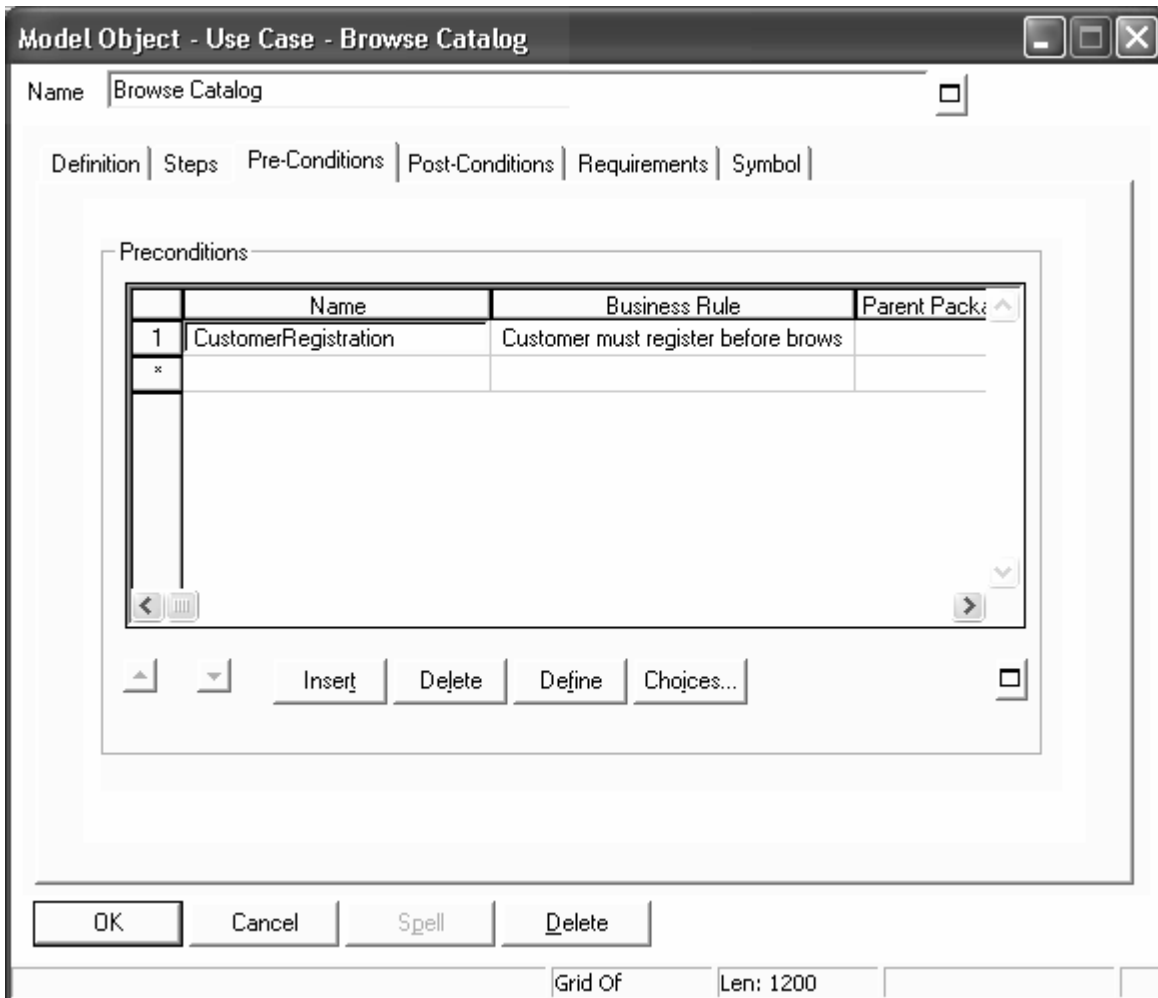 Model Object - Use Case - Browse Catalog
Name Browse Catalog
Definition Steps Pre-Conditions Post-Conditions Requirements Symbol
Preconditions
Name Business Rule Parent Packa
1 CustomerRegistration Customer must register before brows
*
Insert Delete Define Choices...
OK Cancel Spell Delete
Grid Of Len: 1200